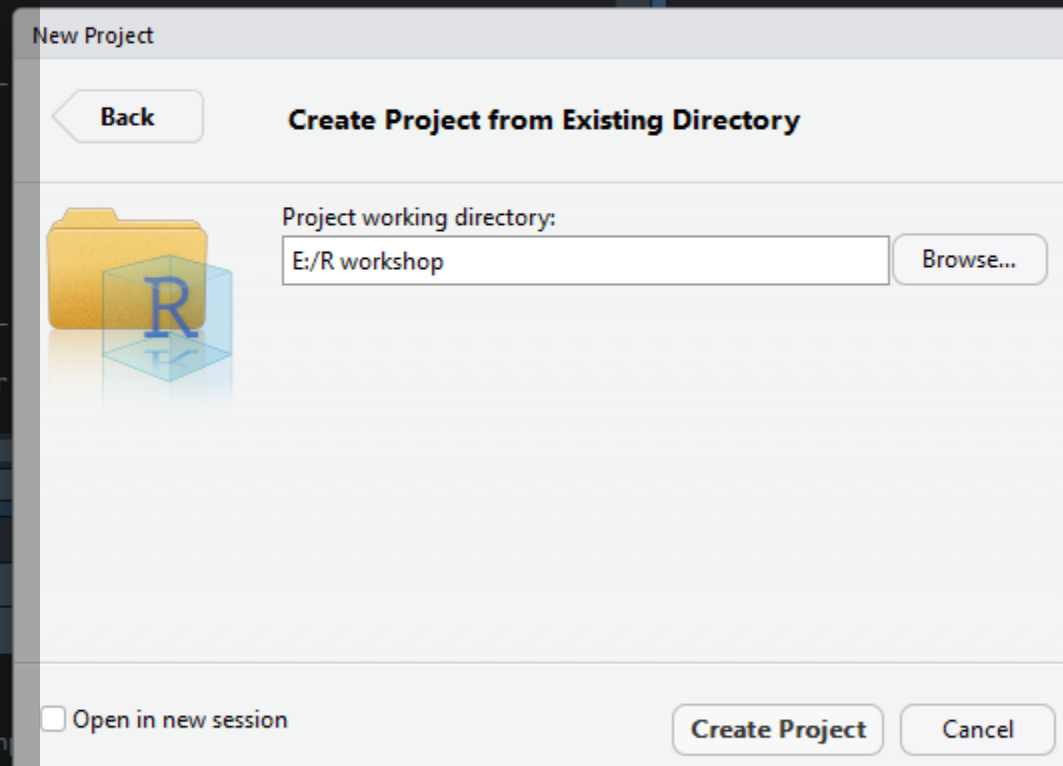 New Project
Back
Create Project from Existing Directory
Project working directory:
E:/R workshop
Browse...
R
Open in new session
Create Project
Cancel